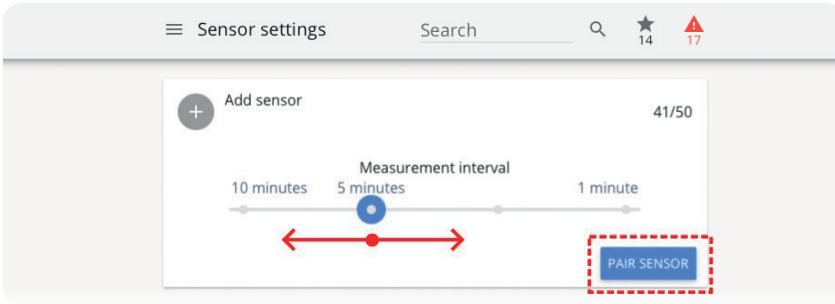 Sensor settings Search
14 17
Add sensor 41/50
Measurement interval
10 minutes 5 minutes 1 minute
PAIR SENSOR